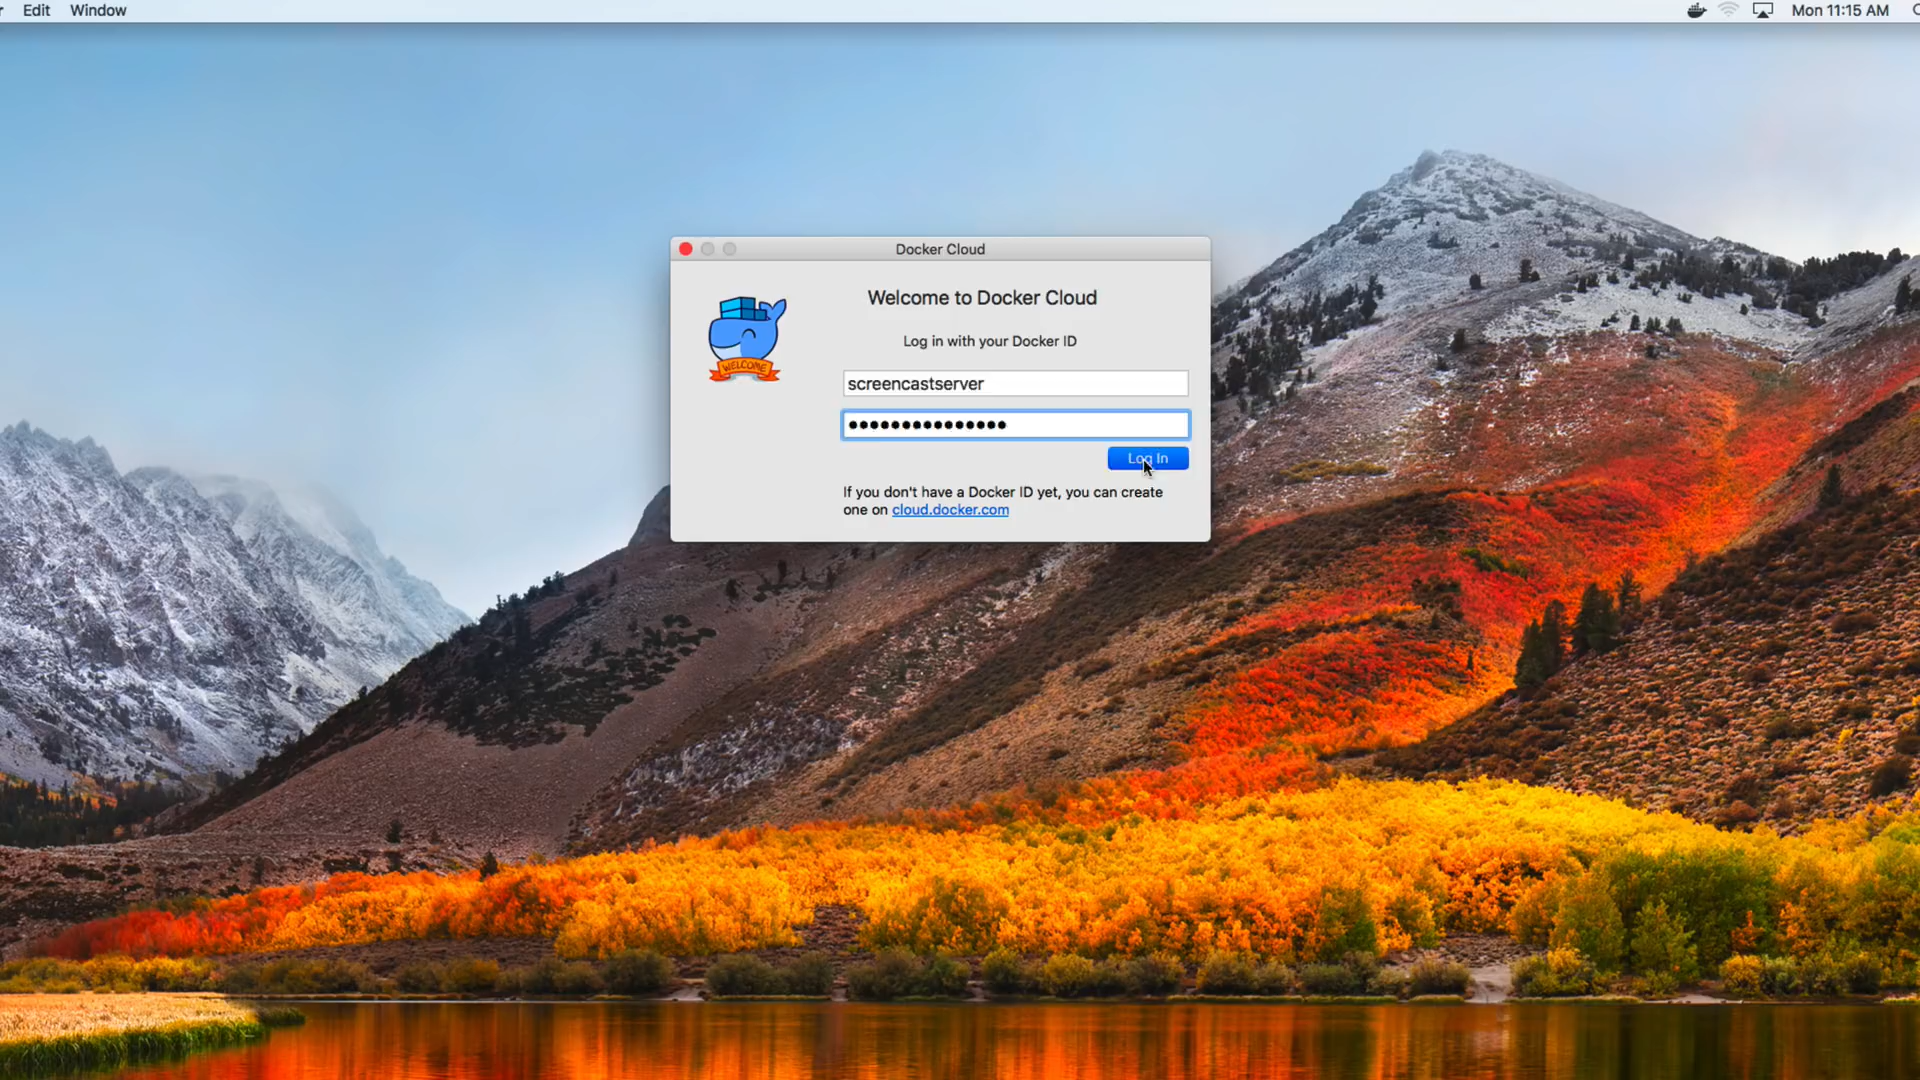 Edit Window Mon 11:15 AM
Docker Cloud
Welcome to Docker Cloud
Log in with your Docker ID
WELCOME
screencastserver
•••••••••••••••
Log In
If you don't have a Docker ID yet, you can create
one on cloud.docker.com